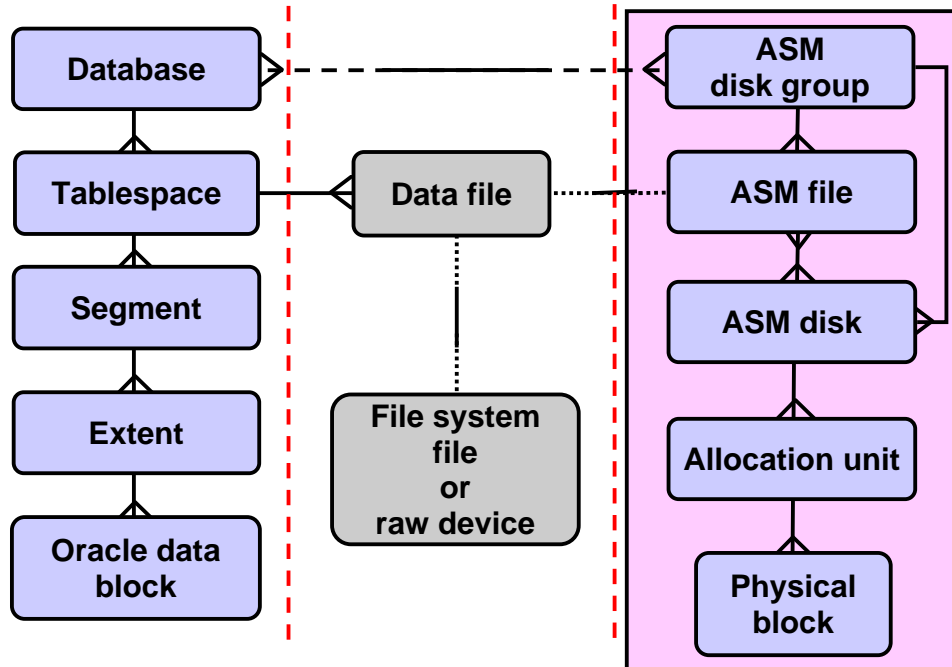 Database
Tablespace
Segment
Extent
Oracle data
block
Data file
File system
file
or
raw device
ASM
disk group
ASM file
ASM disk
Allocation unit
Physical
block